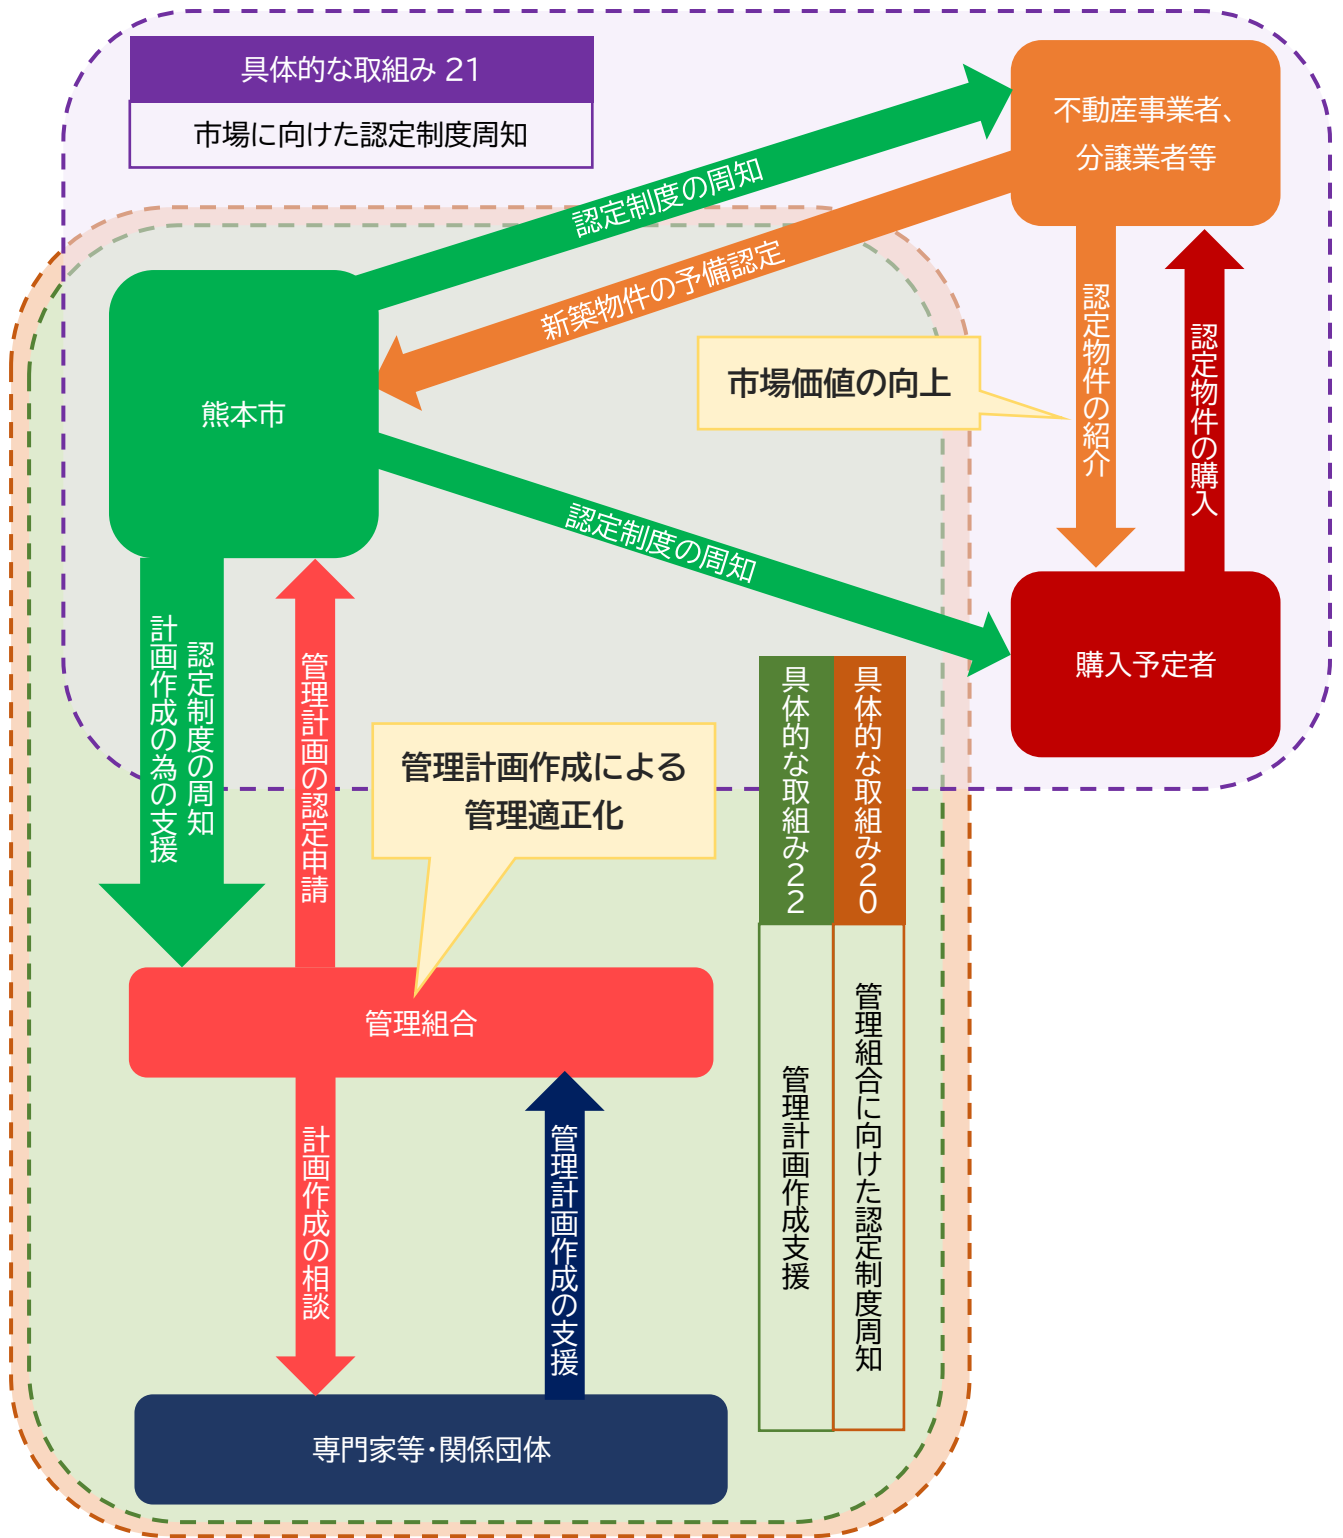 具体的な取組み 21
市場に向けた認定制度周知
不動産事業者、
分譲業者等
認定制度の周知
新築物件の予備認定
熊本市
市場価値の向上
認定物件の紹介
認定物件の購入
認定制度の周知
購入予定者
認定制度の周知
計画作成の為の支援
管理計画の認定申請
管理計画作成による
管理適正化
具体的な取組み20
管理組合に向けた認定制度周知
具体的な取組み22
管理計画作成支援
管理組合
計画作成の相談
管理計画作成の支援
専門家等・関係団体